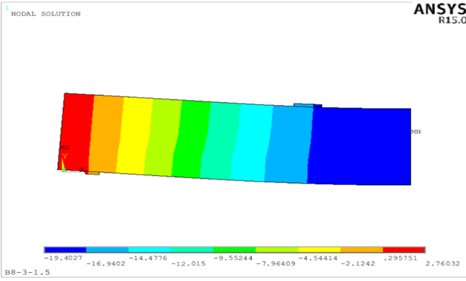 1
NODAL SOLUTION
ANSYS
R15.0
MN
-19.4027 -14.4776 -9.55244 -4.54414 .295751
-16.9402 -12.015 -7.96409 -2.1242 2.76032
B8-3-1.5